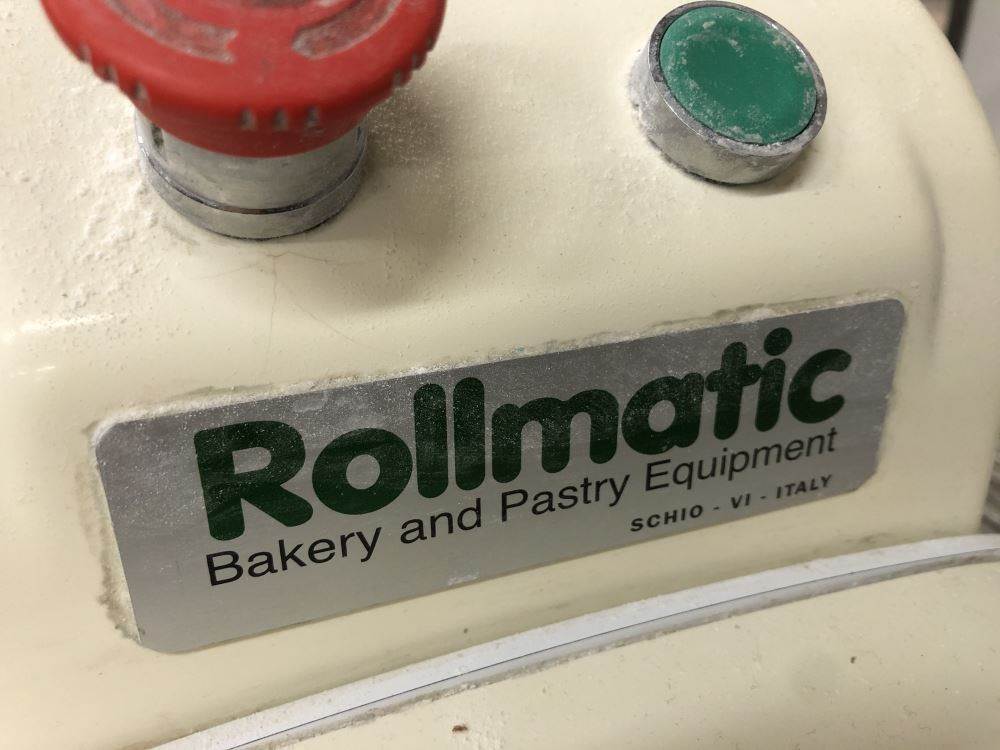 Rollmatic
Bakery and Pastry Equipment
SCHIO - VI - ITALY